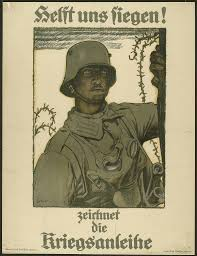 Helft uns siegen!
zeichnet
die
Kriegsanleihe